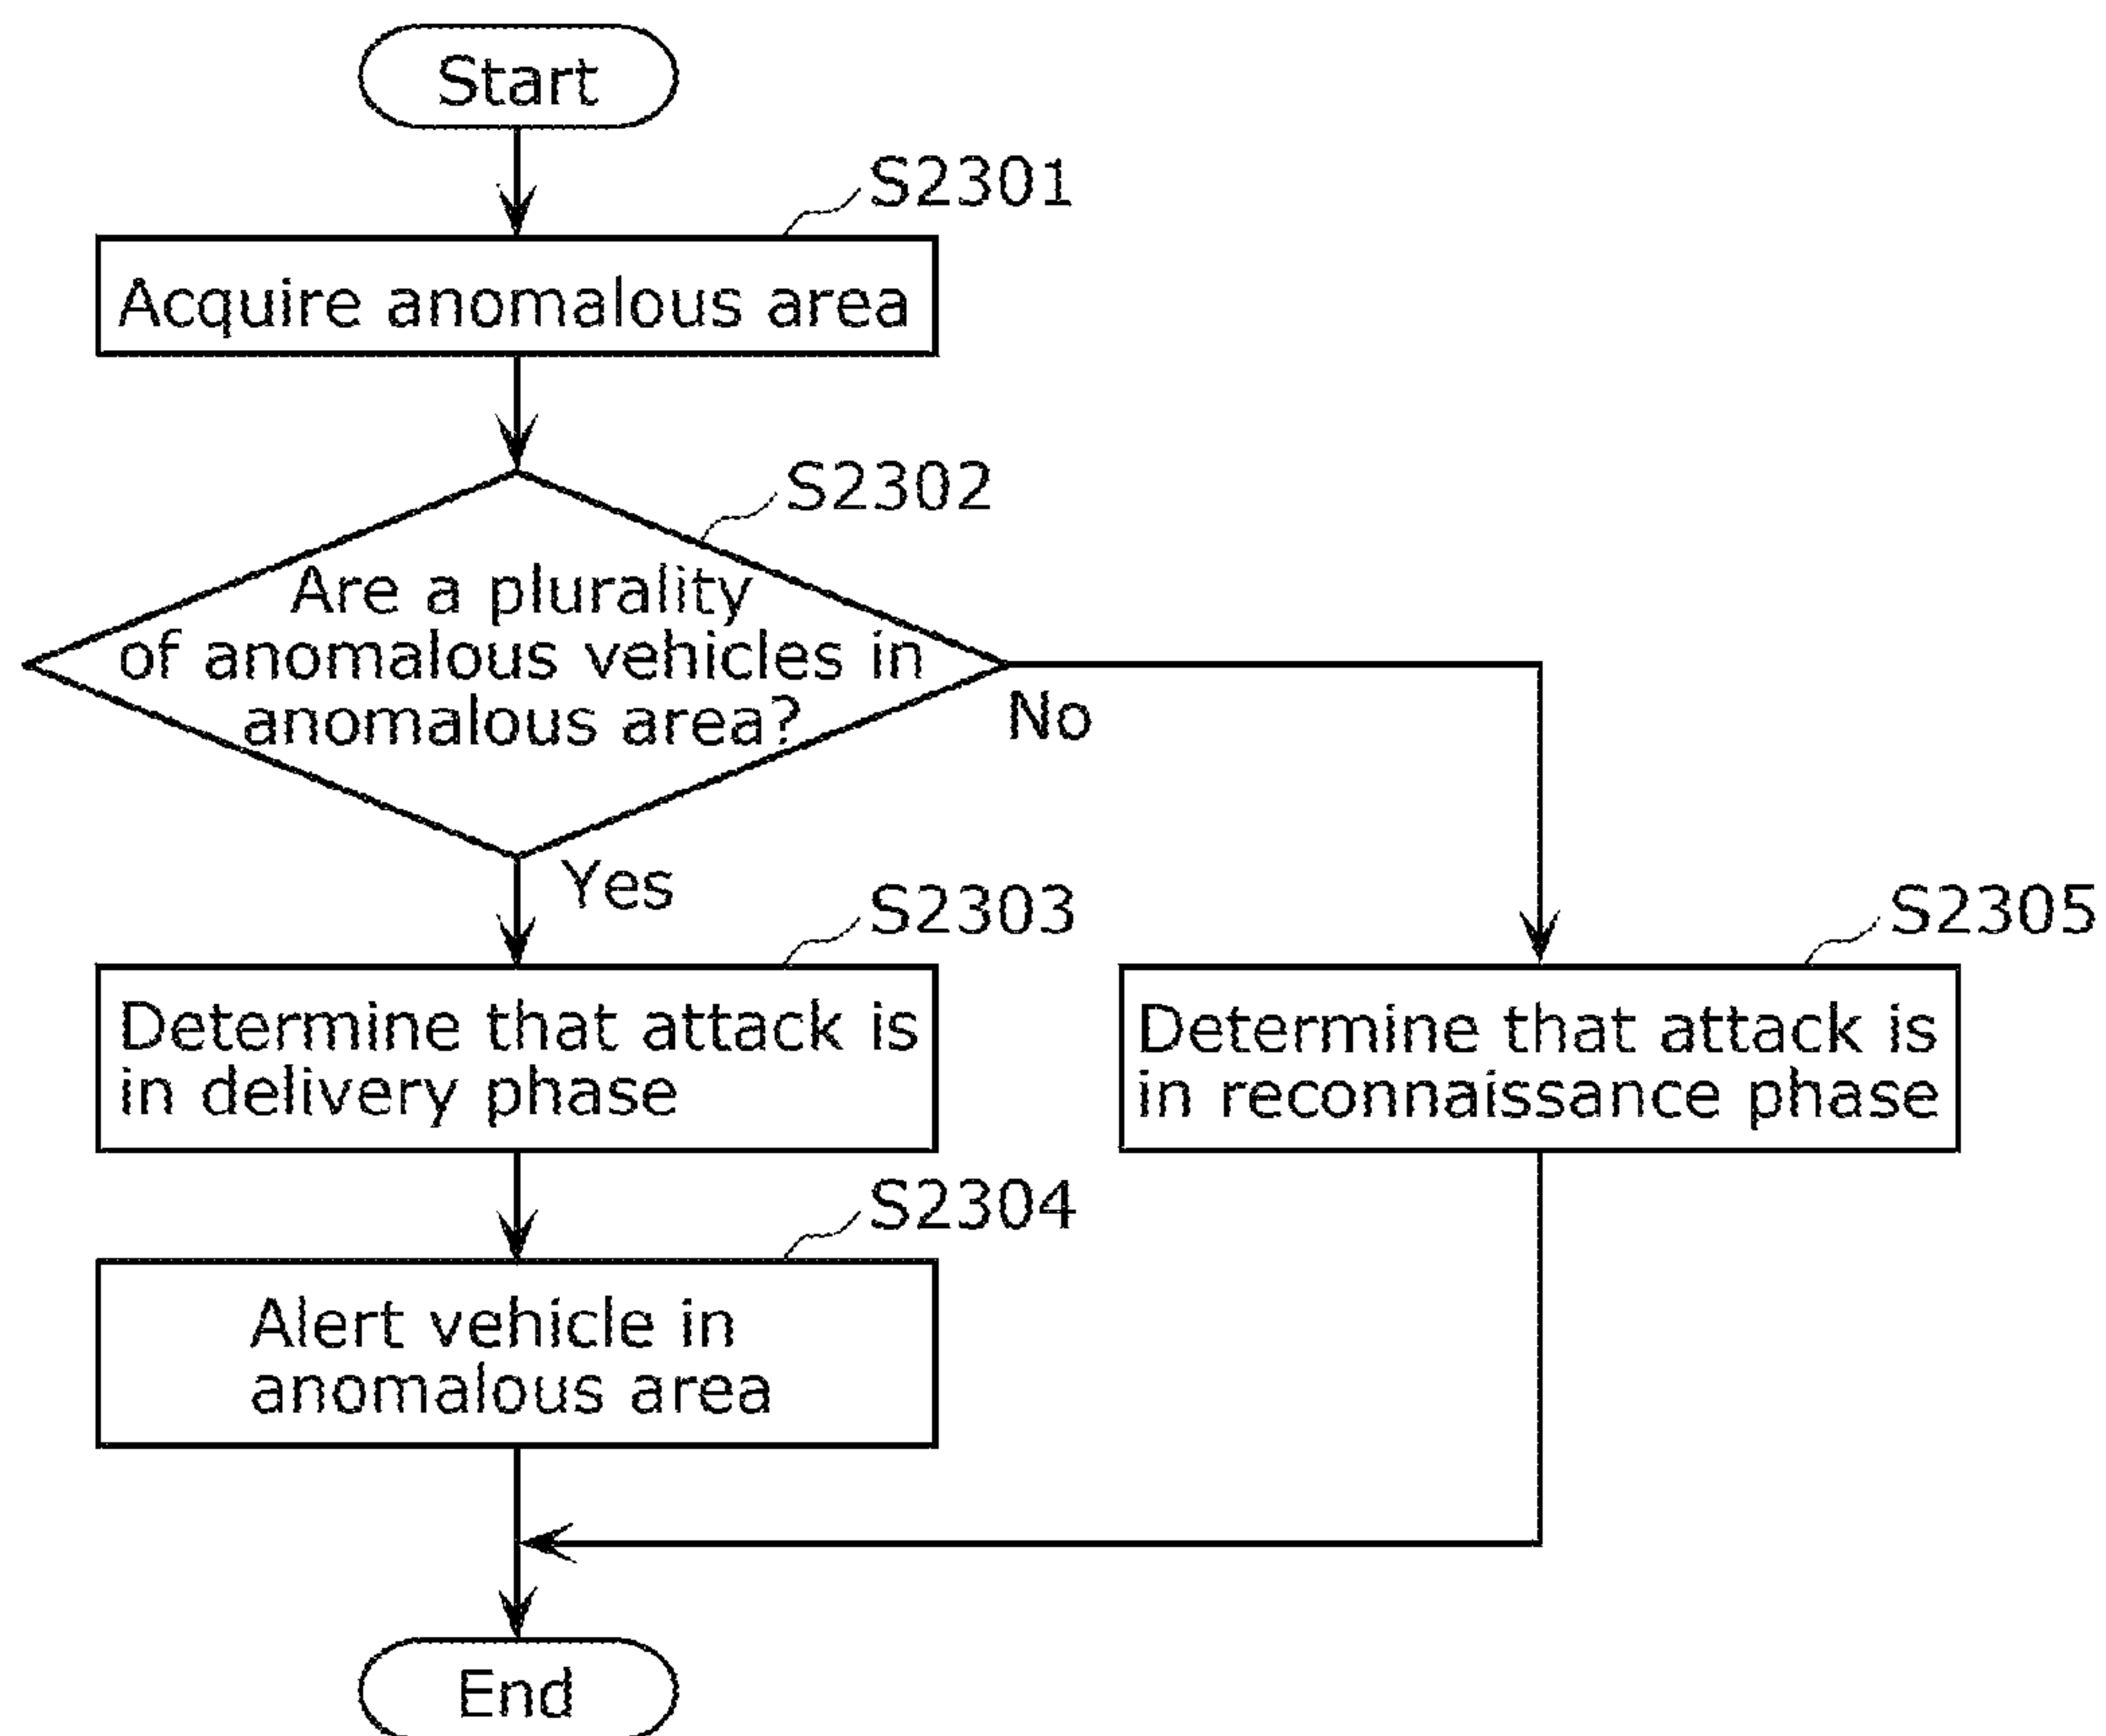 Start
S2301
Acquire anomalous area
S2302
Are a plurality
of anomalous vehicles in
anomalous area?
No
Yes
S2303
Determine that attack is
in delivery phase
S2305
Determine that attack is
in reconnaissance phase
S2304
Alert vehicle in
anomalous area
End